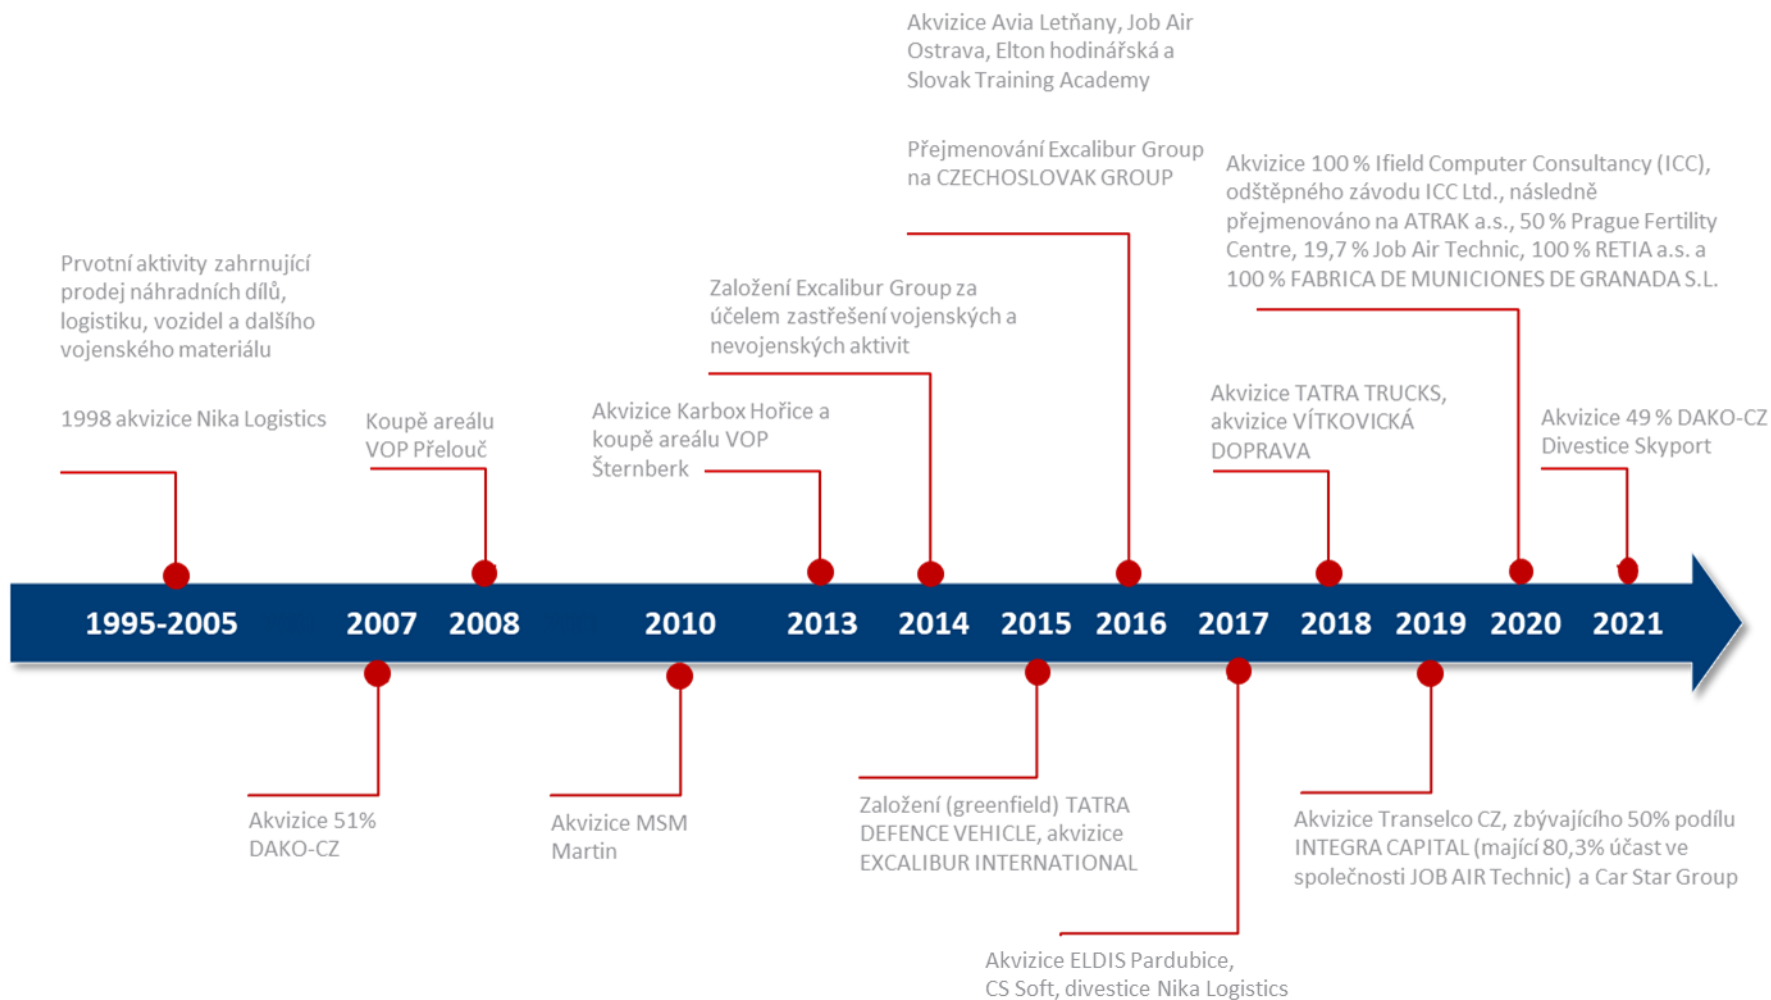 Akvizice Avia Letňany, Job Air
Ostrava, Elton hodinářská a
Slovak Training Academy
Přejmenování Excalibur Group
na CZECHOSLOVAK GROUP
Akvizice 100 % Ifield Computer Consultancy (ICC),
odštěpného závodu ICC Ltd., následně
přejmenováno na ATRAK a.s., 50 % Prague Fertility
Centre, 19,7 % Job Air Technic, 100 % RETIA a.s. a
100 % FABRICA DE MUNICIONES DE GRANADA S.L.
Prvotní aktivity zahrnující
prodej náhradních dílů,
logistiku, vozidel a dalšího
vojenského materiálu
1998 akvizice Nika Logistics
Koupě areálu
VOP Přelouč
Akvizice Karbox Hořice a
koupě areálu VOP
Šternberk
Založení Excalibur Group za
účelem zastřešení vojenských a
nevojenských aktivit
Akvizice TATRA TRUCKS,
akvizice VÍTKOVICKÁ
DOPRAVA
Akvizice 49 % DAKO-CZ
Divestice Skyport
1995-2005 2007 2008 2010 2013 2014 2015 2016 2017 2018 2019 2020 2021
Akvizice 51%
DAKO-CZ
Akvizice MSM
Martin
Založení (greenfield) TATRA
DEFENCE VEHICLE, akvizice
EXCALIBUR INTERNATIONAL
Akvizice ELDIS Pardubice,
CS Soft, divestice Nika Logistics
Akvizice Transelco CZ, zbývajícího 50% podílu
INTEGRA CAPITAL (mající 80,3% účast ve
společnosti JOB AIR Technic) a Car Star Group